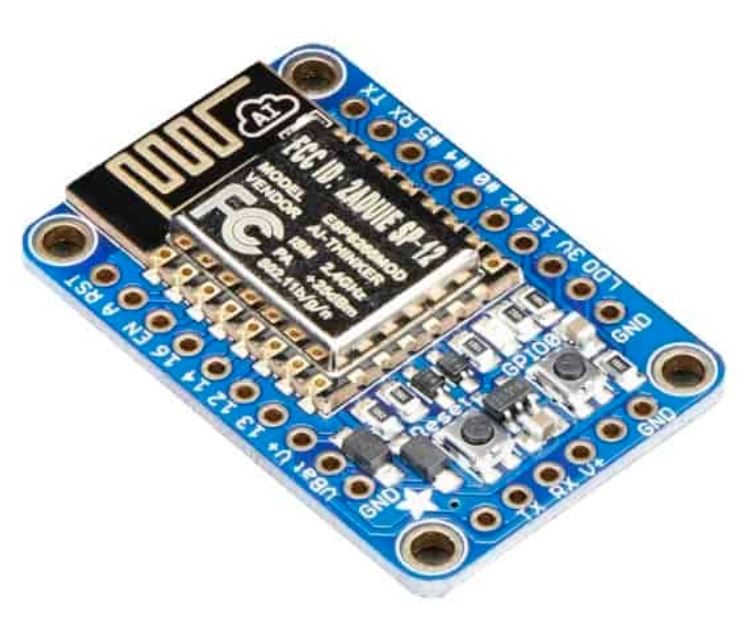 AI
FCC ID: 2ADUIE SF-12
MODEL ESP8266MOD
VENDOR AI-THINKER
FC
ISM 2.4GHz
PA +25dBm
802.11b/g/n
TX RX #5 #4 #0 #2 15 3V LDO GND
RST A EN 16 14 12 13 V+ VBat GND
GPIO0
Reset
TX RX V+ GND